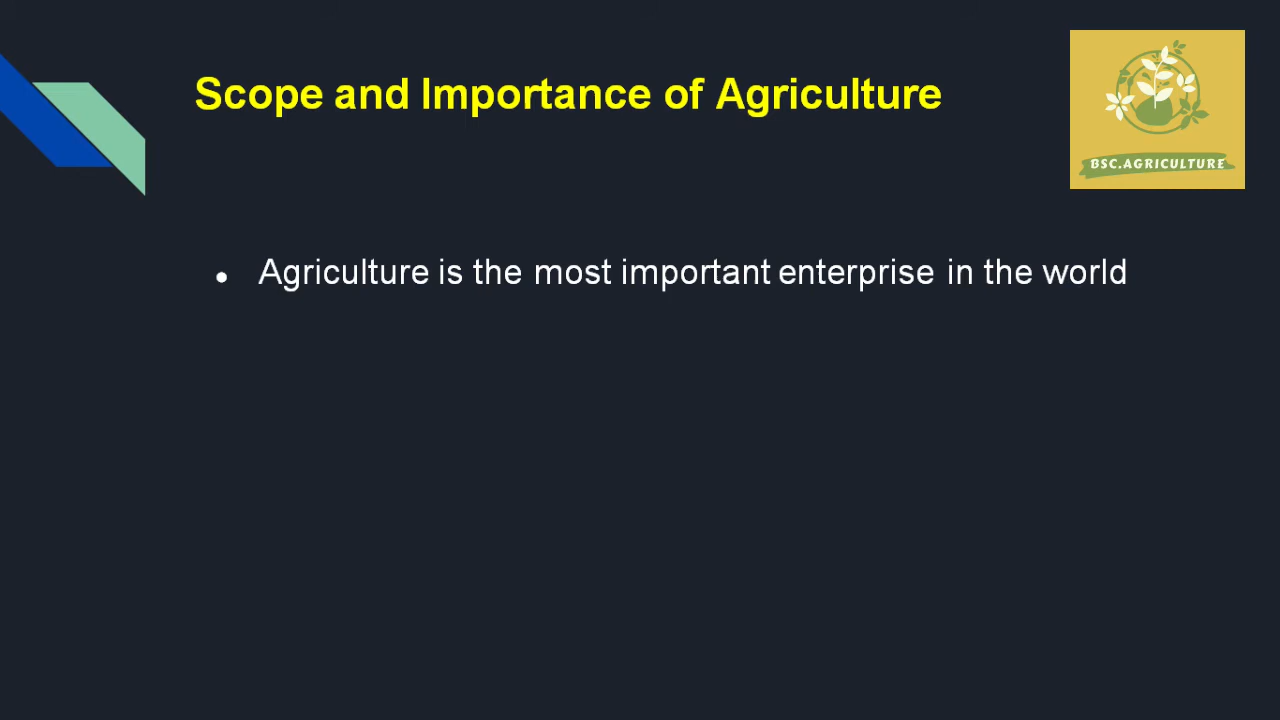 Scope and Importance of Agriculture
BSC.AGRICULTURE
● Agriculture is the most important enterprise in the world